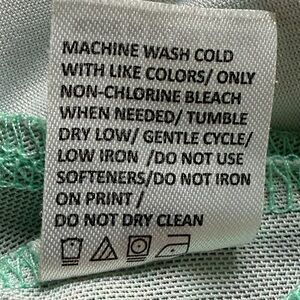 MACHINE WASH COLD
WITH LIKE COLORS/ ONLY
NON-CHLORINE BLEACH
WHEN NEEDED/ TUMBLE
DRY LOW/ GENTLE CYCLE/
LOW IRON /DO NOT USE
SOFTENERS/DO NOT IRON
ON PRINT /
DO NOT DRY CLEAN